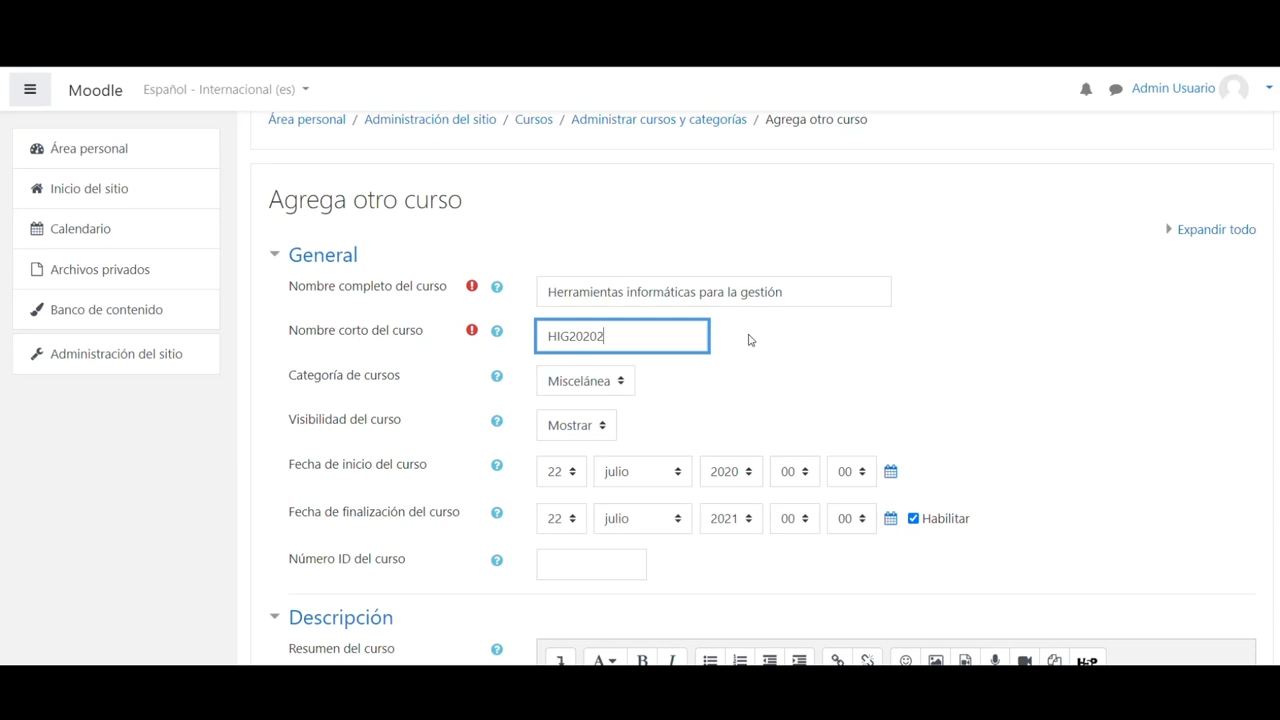 Moodle Español - Internacional (es) Admin Usuario
Área personal / Administración del sitio / Cursos / Administrar cursos y categorías / Agrega otro curso
Área personal
Inicio del sitio
Calendario
Archivos privados
Banco de contenido
Administración del sitio
Agrega otro curso
Expandir todo
General
Nombre completo del curso Herramientas informáticas para la gestión
Nombre corto del curso HIG20202
Categoría de cursos Miscelánea
Visibilidad del curso Mostrar
Fecha de inicio del curso 22 julio 2020 00 00
Fecha de finalización del curso 22 julio 2021 00 00 Habilitar
Número ID del curso
Descripción
Resumen del curso A B I H5P